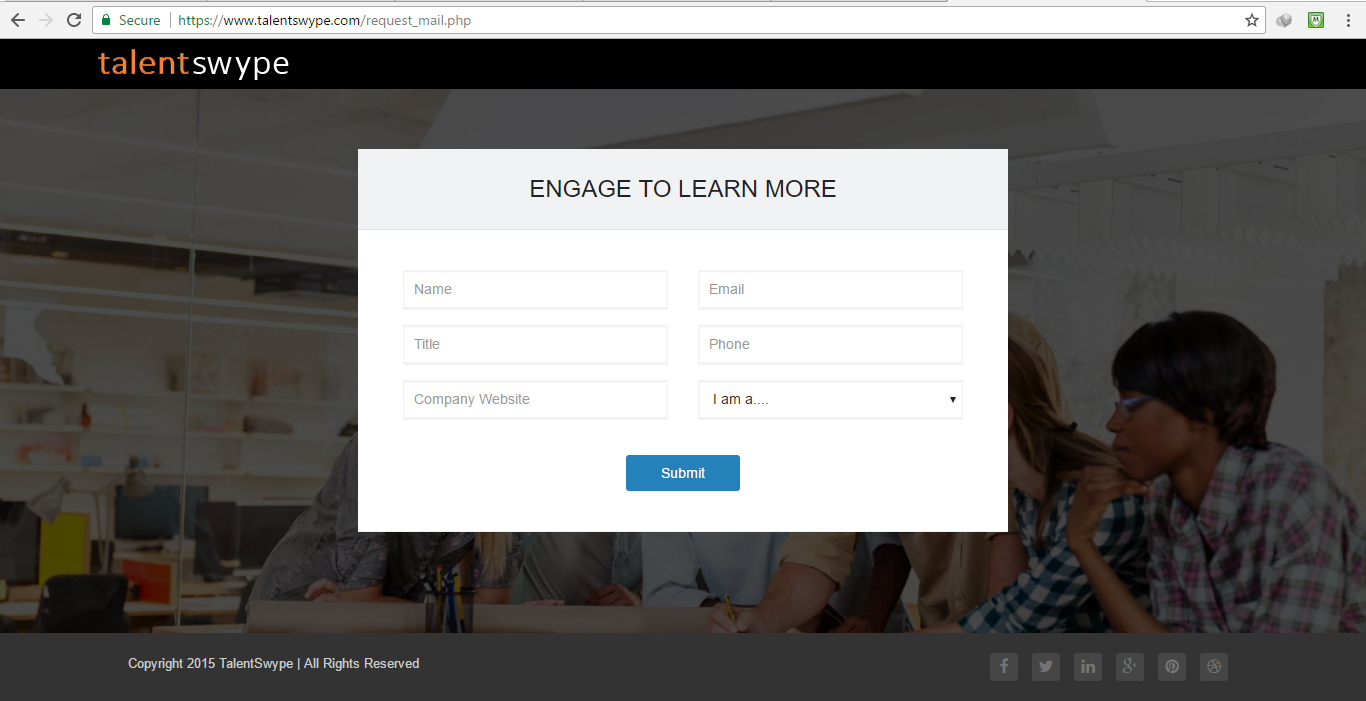 Secure
https://www.talentswype.com/request_mail.php
talentswype
ENGAGE TO LEARN MORE
Name
Email
Title
Phone
Company Website
I am a....
Submit
Copyright 2015 TalentSwype | All Rights Reserved